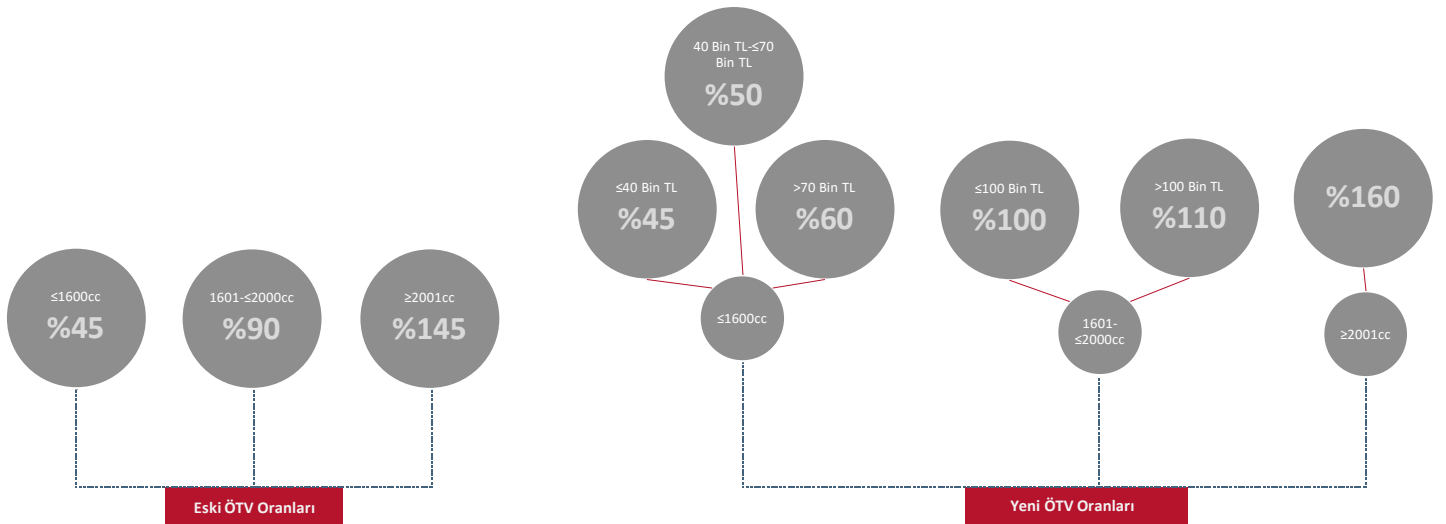 ≤1600cc
%45
1601-≤2000cc
%90
≥2001cc
%145
Eski ÖTV Oranları
40 Bin TL-≤70
Bin TL
%50
≤40 Bin TL
%45
>70 Bin TL
%60
≤1600cc
≤100 Bin TL
%100
>100 Bin TL
%110
1601-
≤2000cc
%160
≥2001cc
Yeni ÖTV Oranları